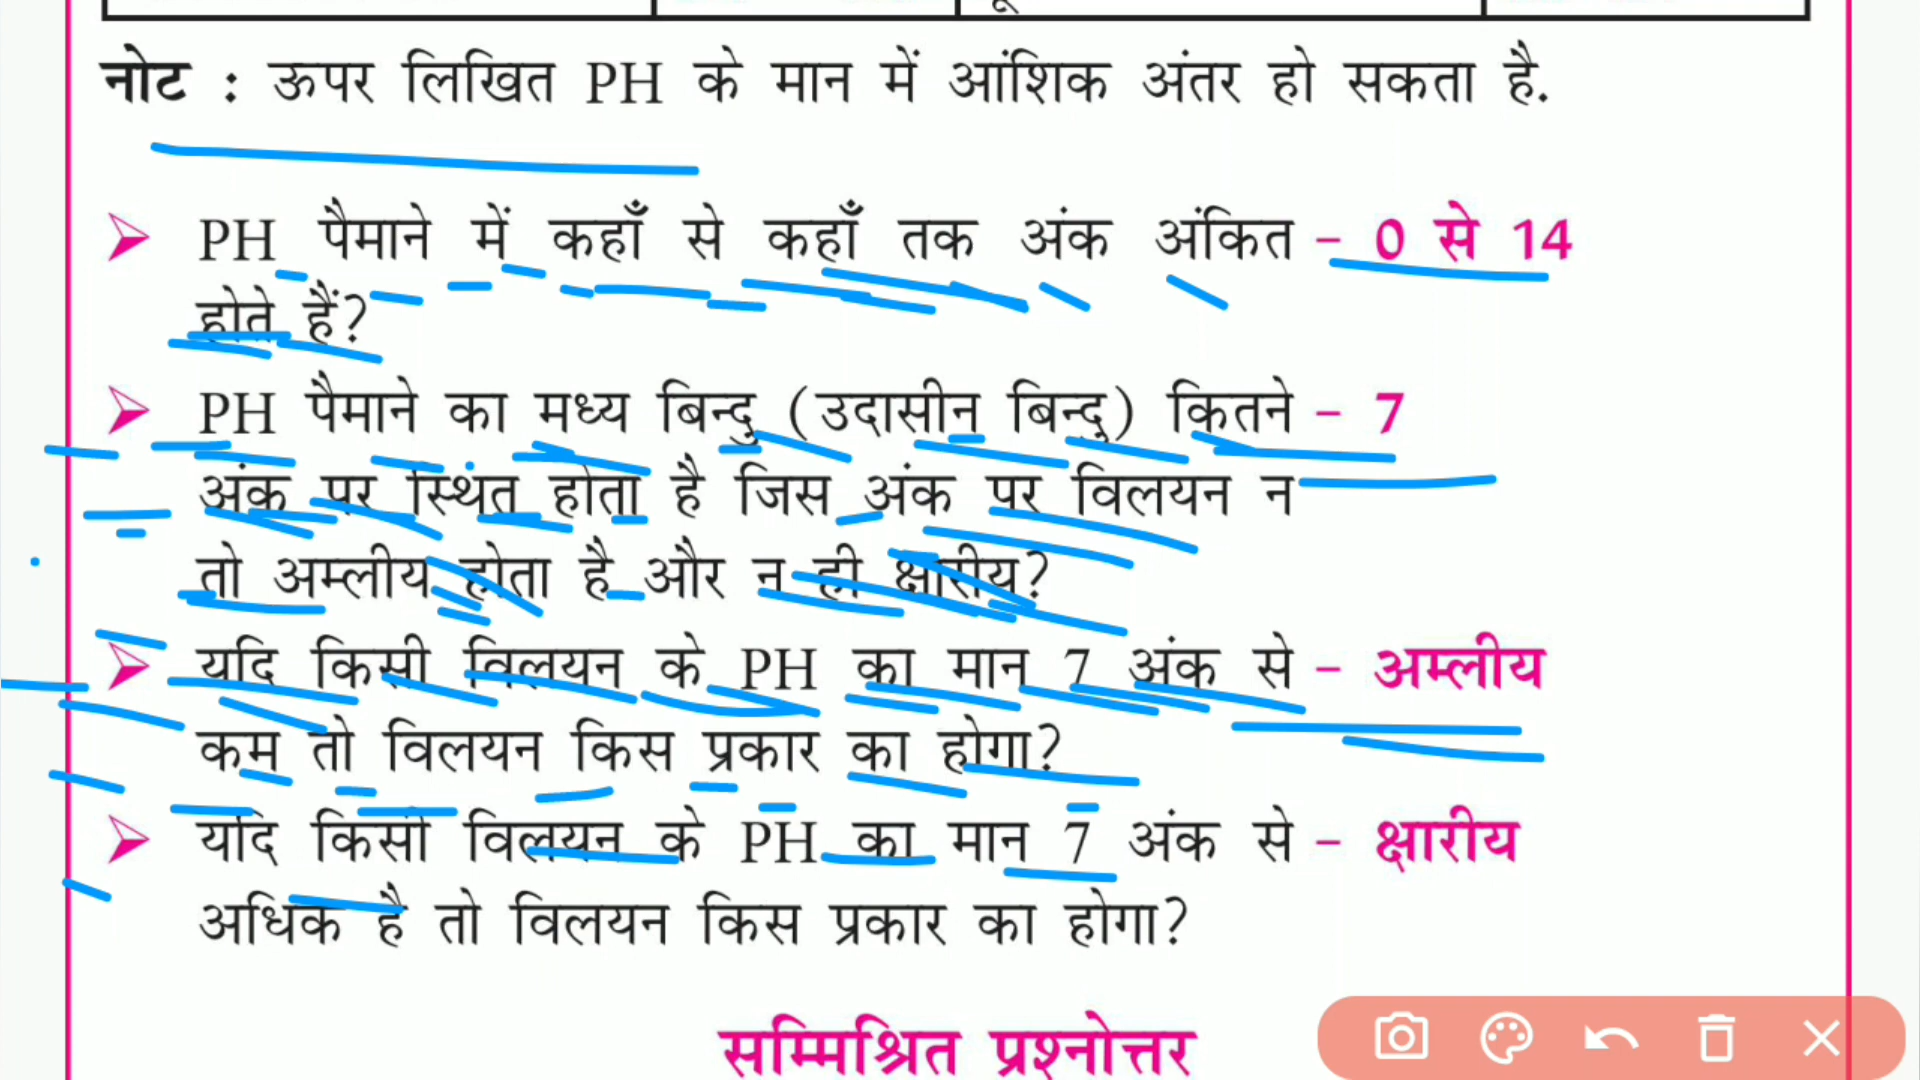 नोट : ऊपर लिखित PH के मान में आंशिक अंतर हो सकता है.
PH पैमाने में कहाँ से कहाँ तक अंक अंकित - 0 से 14
होते हैं?
PH पैमाने का मध्य बिन्दु (उदासीन बिन्दु) कितने - 7
अंक पर स्थित होता है जिस अंक पर विलयन न
तो अम्लीय होता है और न ही क्षारीय?
यदि किसी विलयन के PH का मान 7 अंक से - अम्लीय
कम तो विलयन किस प्रकार का होगा?
यदि किसी विलयन के PH का मान 7 अंक से - क्षारीय
अधिक है तो विलयन किस प्रकार का होगा?
सम्मिश्रित प्रश्नोत्तर